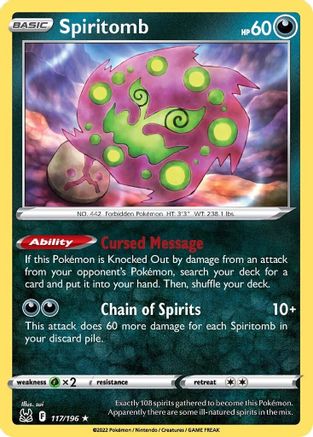 BASIC
Spiritomb
HP60
NO. 442 Forbidden Pokémon HT: 3'3" WT: 238.1 lbs.
Ability Cursed Message
If this Pokémon is Knocked Out by damage from an attack
from your opponent's Pokémon, search your deck for a
card and put it into your hand. Then, shuffle your deck.
Chain of Spirits 10+
This attack does 60 more damage for each Spiritomb in
your discard pile.
weakness ×2 resistance retreat
Illus. aoi
F 117/196 ★
Exactly 108 spirits gathered to become this Pokémon.
Apparently there are some ill-natured spirits in the mix.
©2022 Pokémon / Nintendo / Creatures / GAME FREAK